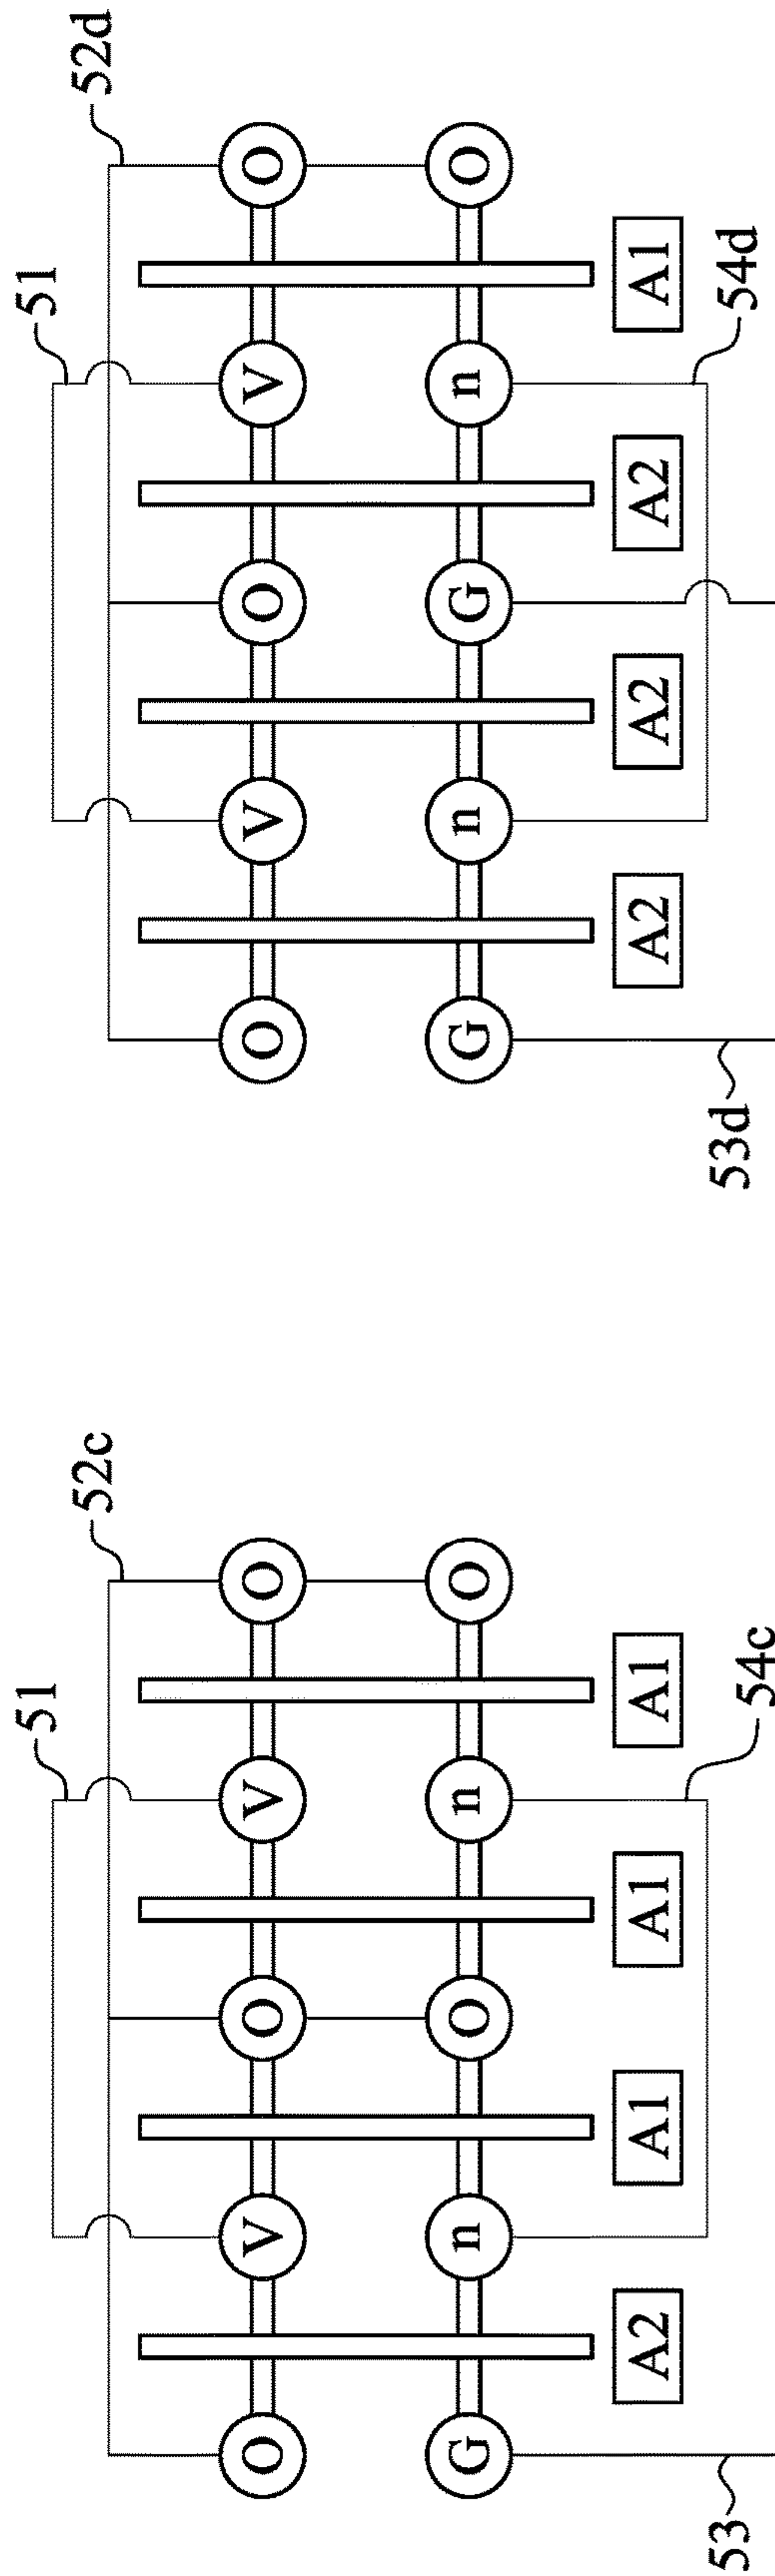 51
52c
O V O V O
G n O n O
A2 A1 A1 A1
53
54c
51
52d
O V O V O
G n G n O
A2 A2 A2 A1
53d
54d